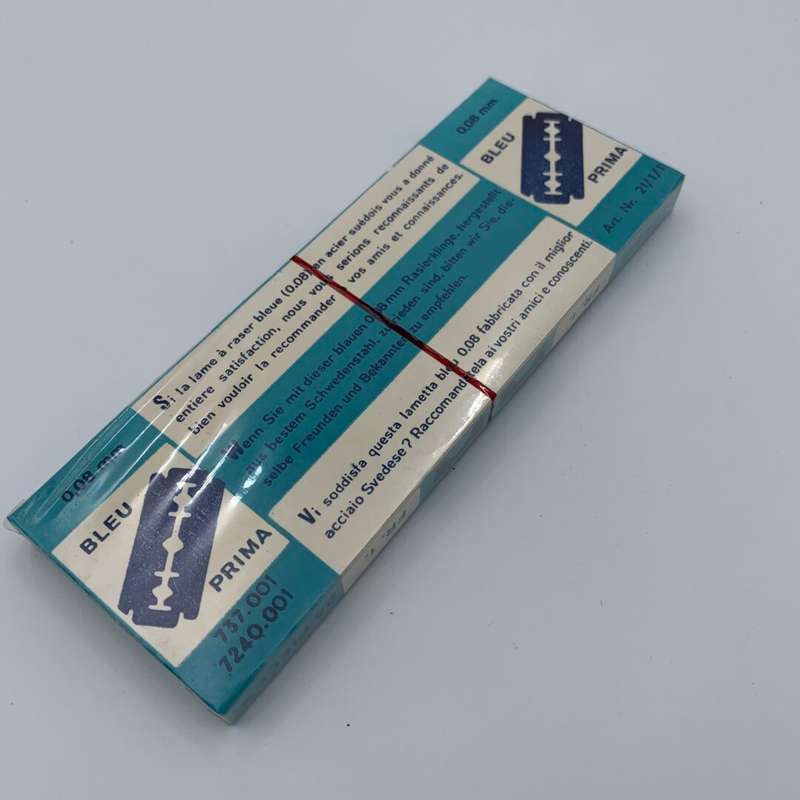 0.08 mm
BLEU
PRIMA
Art. Nr. 21/1/1
Si la lame à raser bleue (0.08) en acier suédois vous a donné
entiere satisfaction, nous vous serions reconnaissants de
bien vouloir la recommander à vos amis et connaissances.
Wenn Sie mit dieser blauen 0.08 mm Rasierklinge, hergestellt
aus bestem Schwedenstahl, zufrieden sind, bitten wir Sie, die-
selbe Freunden und Bekannten zu empfehlen.
Vi soddisfa questa lametta bleu 0.08 fabbricata con il miglior
acciaio Svedese? Raccomandatela ai vostri amici e conoscenti.
0.08 mm
BLEU
PRIMA
737.001
7240.001